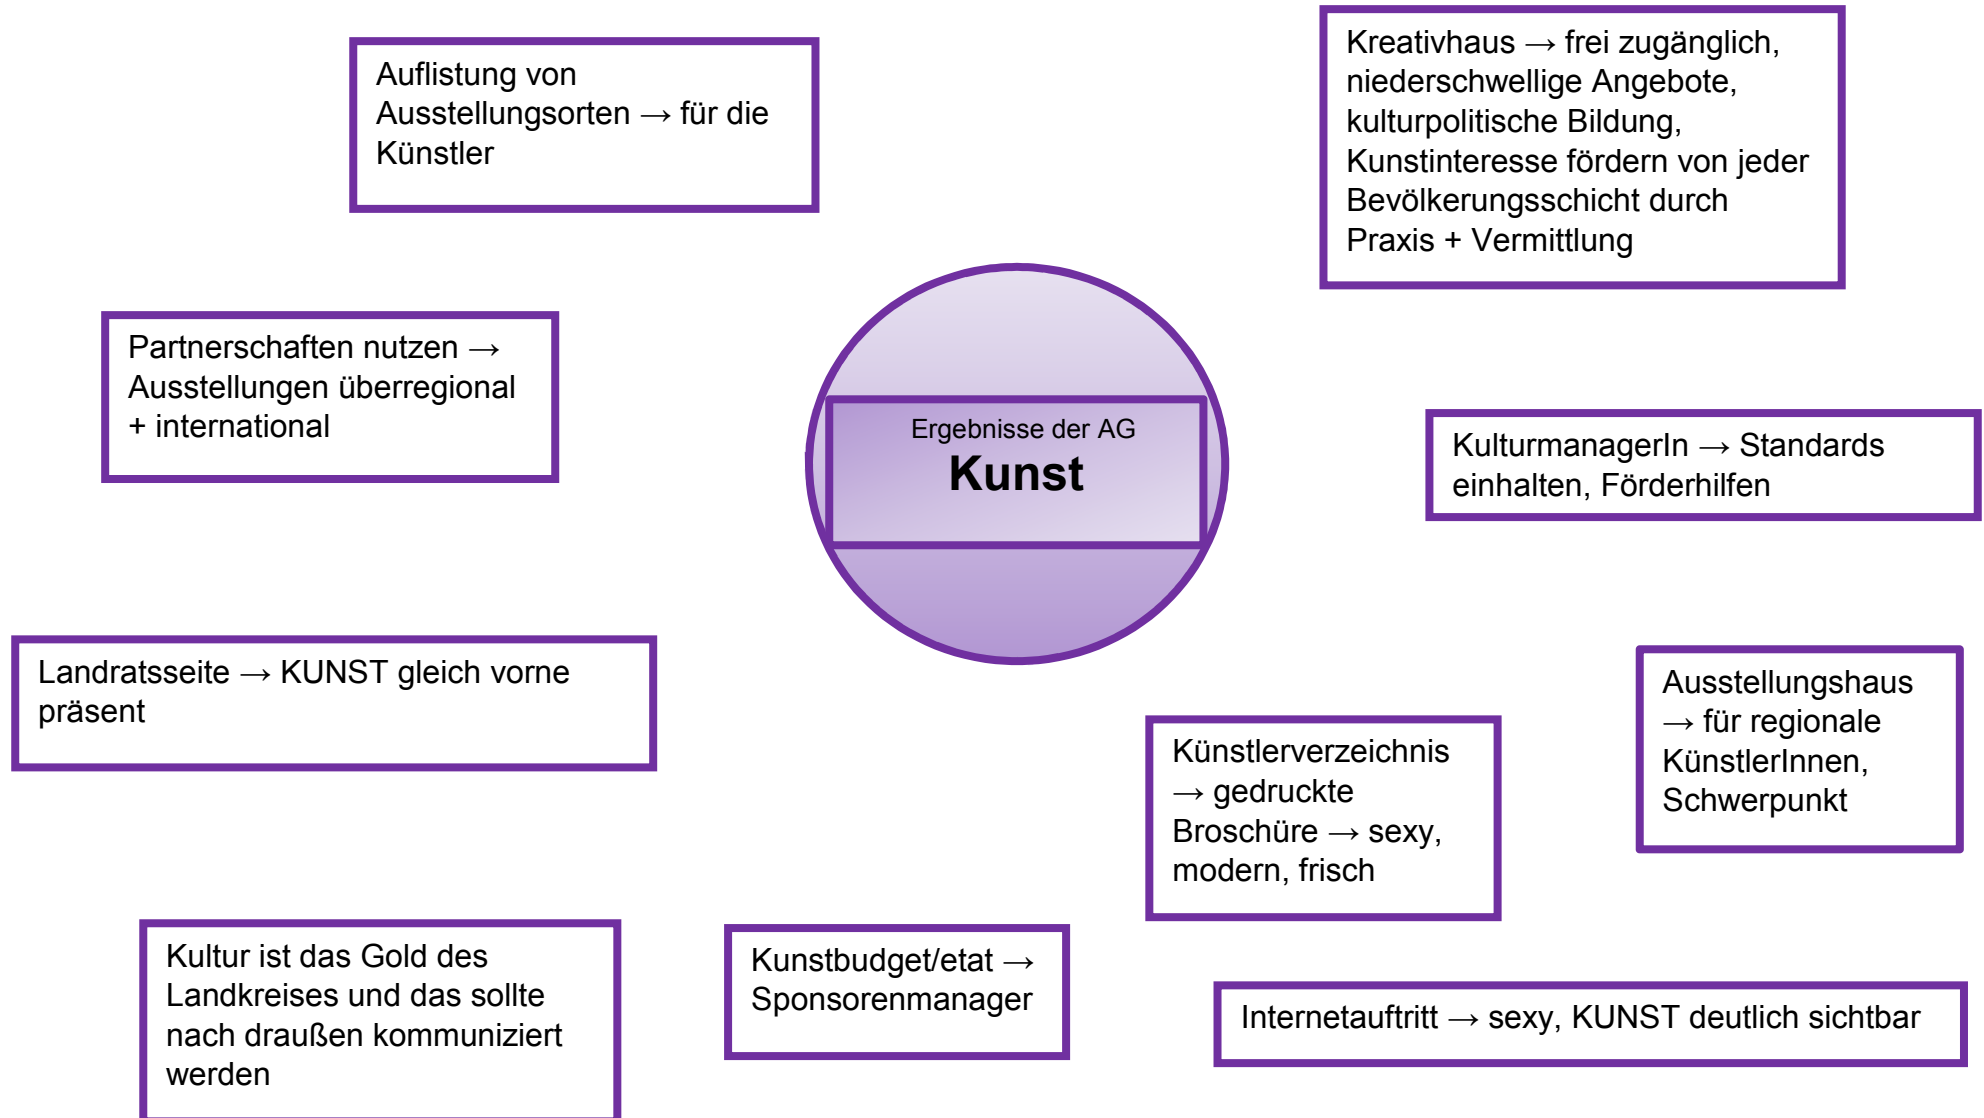 Auflistung von
Ausstellungsorten → für die
Künstler
Kreativhaus → frei zugänglich,
niederschwellige Angebote,
kulturpolitische Bildung,
Kunstinteresse fördern von jeder
Bevölkerungsschicht durch
Praxis + Vermittlung
Partnerschaften nutzen →
Ausstellungen überregional
+ international
Ergebnisse der AG
Kunst
KulturmanagerIn → Standards
einhalten, Förderhilfen
Landratsseite → KUNST gleich vorne
präsent
Künstlerverzeichnis
→ gedruckte
Broschüre → sexy,
modern, frisch
Ausstellungshaus
→ für regionale
KünstlerInnen,
Schwerpunkt
Kultur ist das Gold des
Landkreises und das sollte
nach draußen kommuniziert
werden
Kunstbudget/etat →
Sponsorenmanager
Internetauftritt → sexy, KUNST deutlich sichtbar